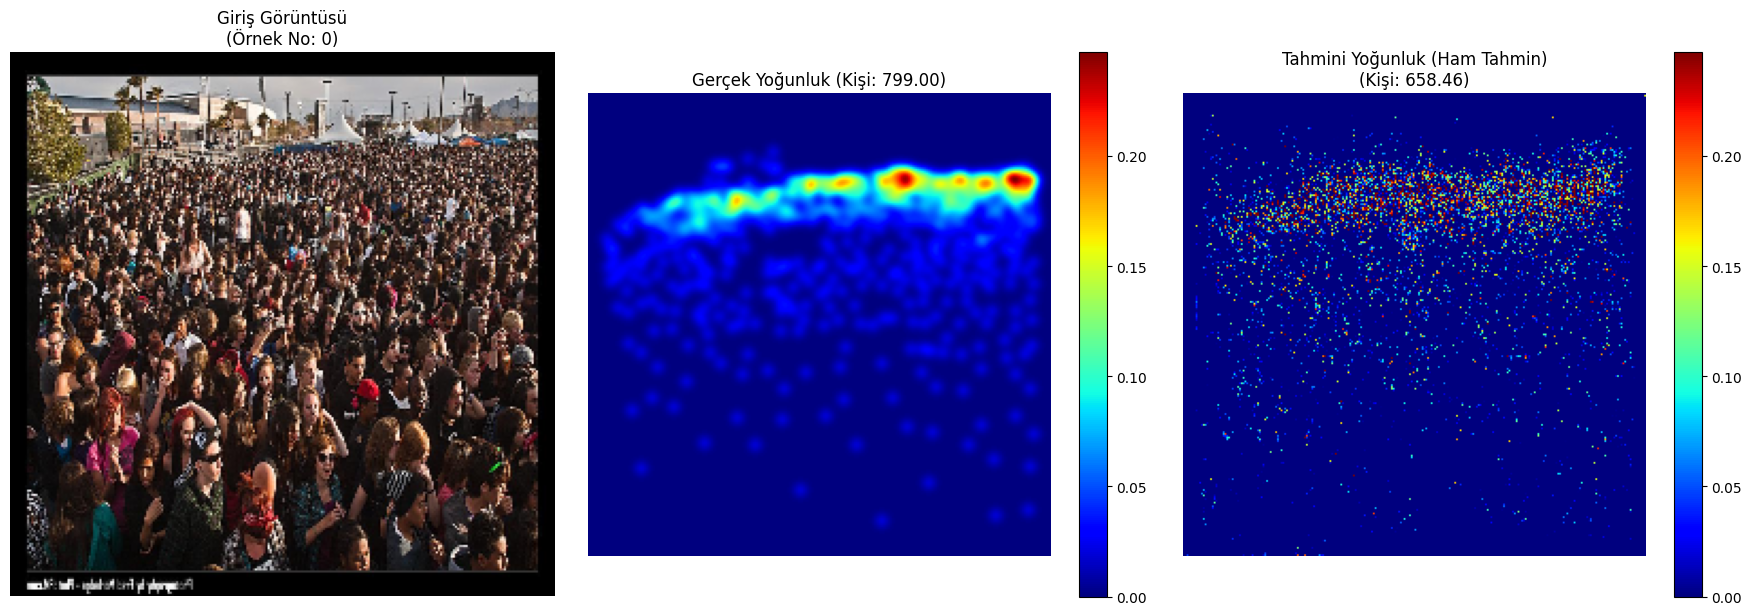 Giriş Görüntüsü
(Örnek No: 0)
Gerçek Yoğunluk (Kişi: 799.00)
0.20
0.15
0.10
0.05
0.00
Tahmini Yoğunluk (Ham Tahmin)
(Kişi: 658.46)
0.20
0.15
0.10
0.05
0.00